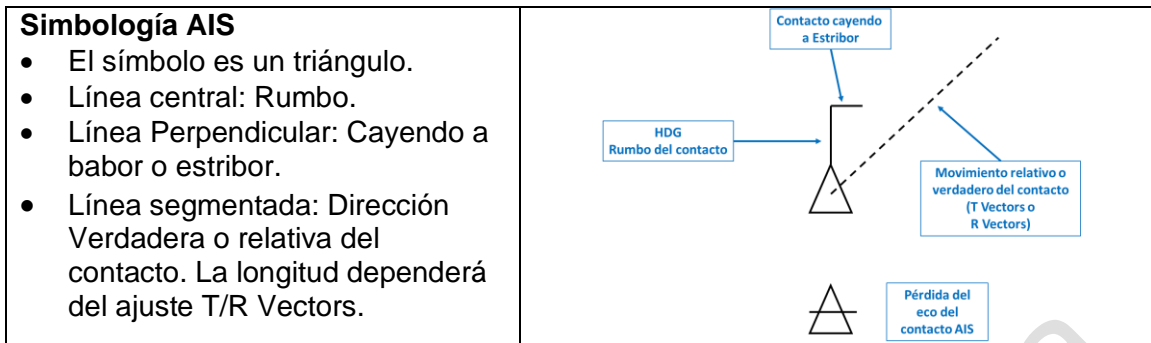 Simbología AIS
• El símbolo es un triángulo.
• Línea central: Rumbo.
• Línea Perpendicular: Cayendo a
babor o estribor.
• Línea segmentada: Dirección
Verdadera o relativa del
contacto. La longitud dependerá
del ajuste T/R Vectors.
Contacto cayendo
a Estribor
HDG
Rumbo del contacto
Movimiento relativo o
verdadero del contacto
(T Vectors o
R Vectors)
Pérdida del
eco del
contacto AIS